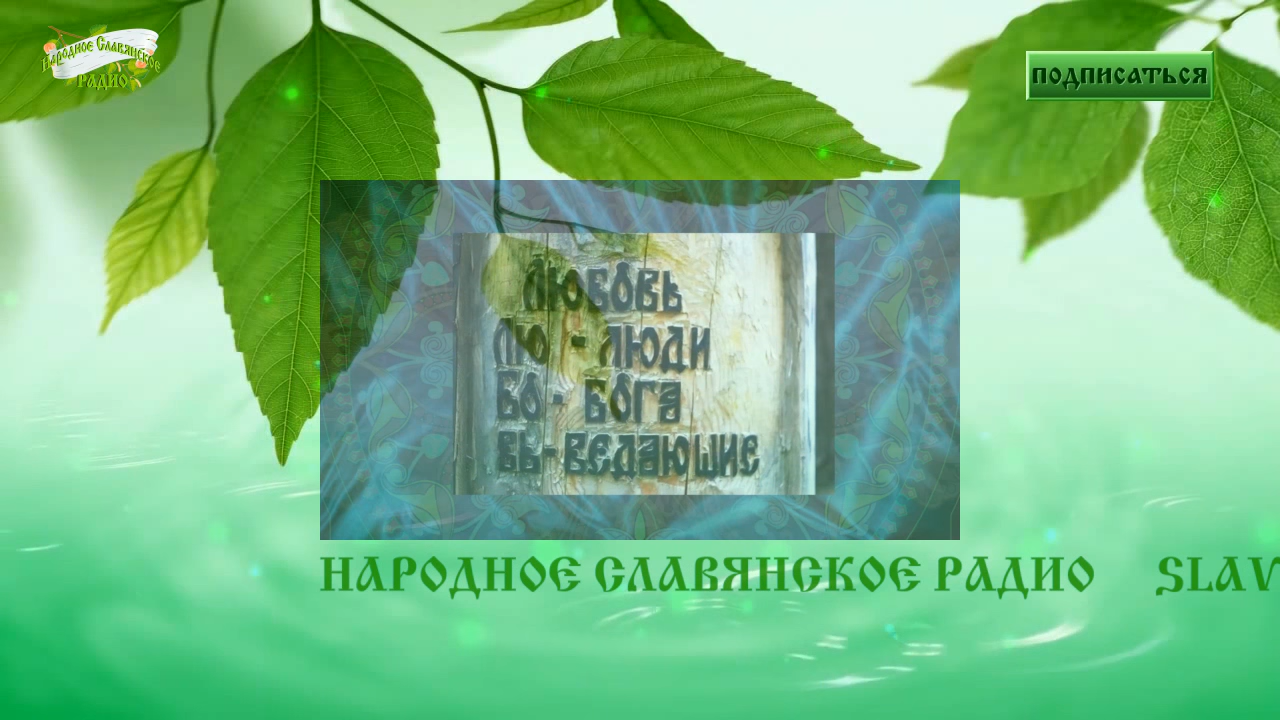 Народное Славянское
РАДИО
ПОДПИСАТЬСЯ
ЛЮБОВЬ
ЛЮ - ЛЮДИ
БО - БОГА
ВЬ - ВЕДАЮЩИЕ
НАРОДНОЕ СЛАВЯНСКОЕ РАДИО SLAV